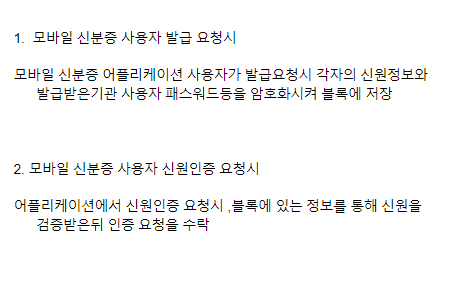 1. 모바일 신분증 사용자 발급 요청시
모바일 신분증 어플리케이션 사용자가 발급요청시 각자의 신원정보와
발급받은기관 사용자 패스워드등을 암호화시켜 블록에 저장
2. 모바일 신분증 사용자 신원인증 요청시
어플리케이션에서 신원인증 요청시 ,블록에 있는 정보를 통해 신원을
검증받은뒤 인증 요청을 수락